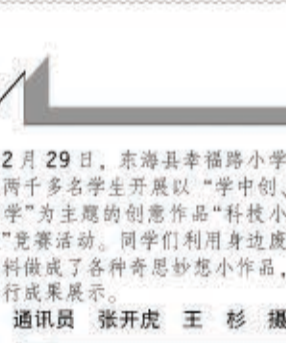 2月29日，东海县幸福路小学
两千多名学生开展以“学中创、
学”为主题的创意作品“科技小
”竞赛活动。同学们利用身边废
料做成了各种奇思妙想小作品，
行成果展示。
通讯员 张开虎 王 杉 摄